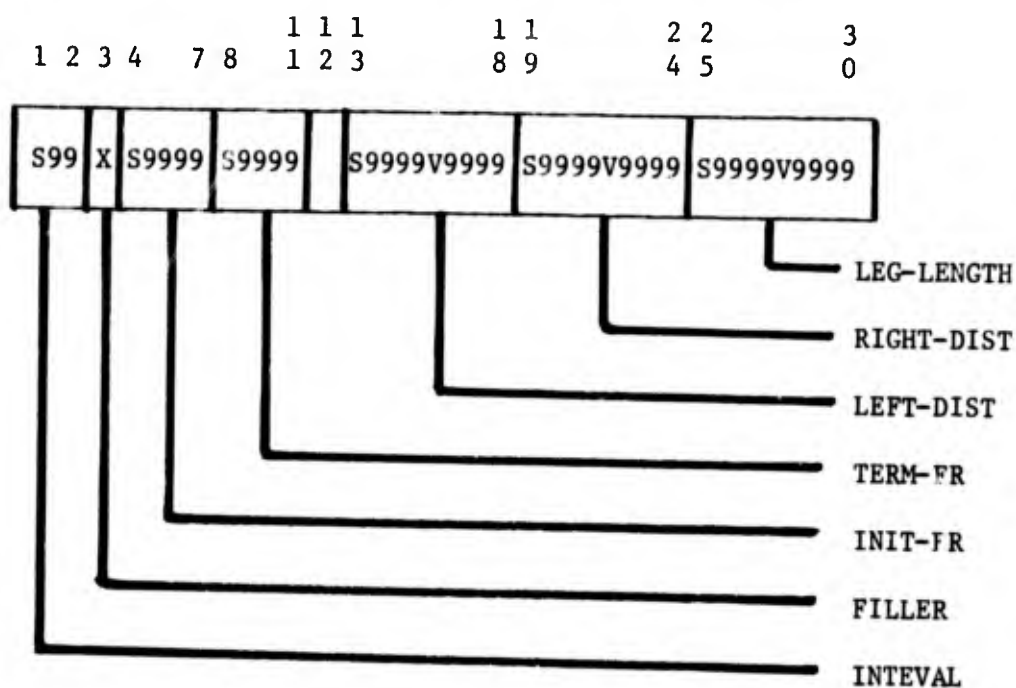 1 1 1 1 1 2 2 3
1 2 3 4 7 8 1 2 3 8 9 4 5 0
S99 X S9999 S9999 S9999V9999 S9999V9999 S9999V9999
LEG-LENGTH
RIGHT-DIST
LEFT-DIST
TERM-FR
INIT-FR
FILLER
INTEVAL